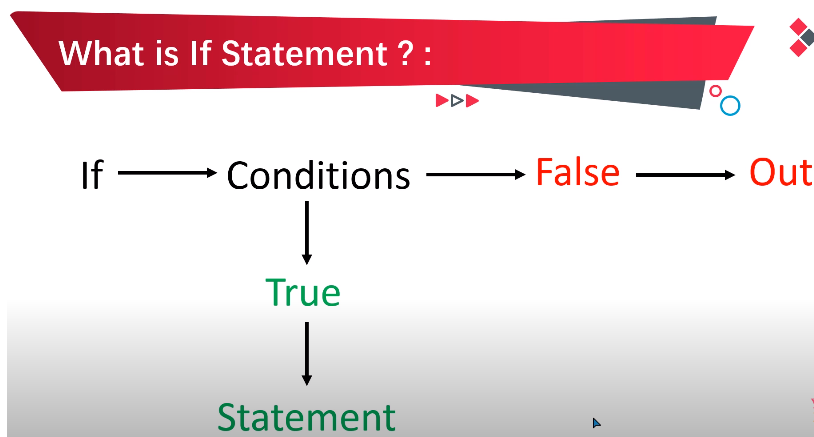 What is If Statement ? :
If Conditions False Out
True
Statement